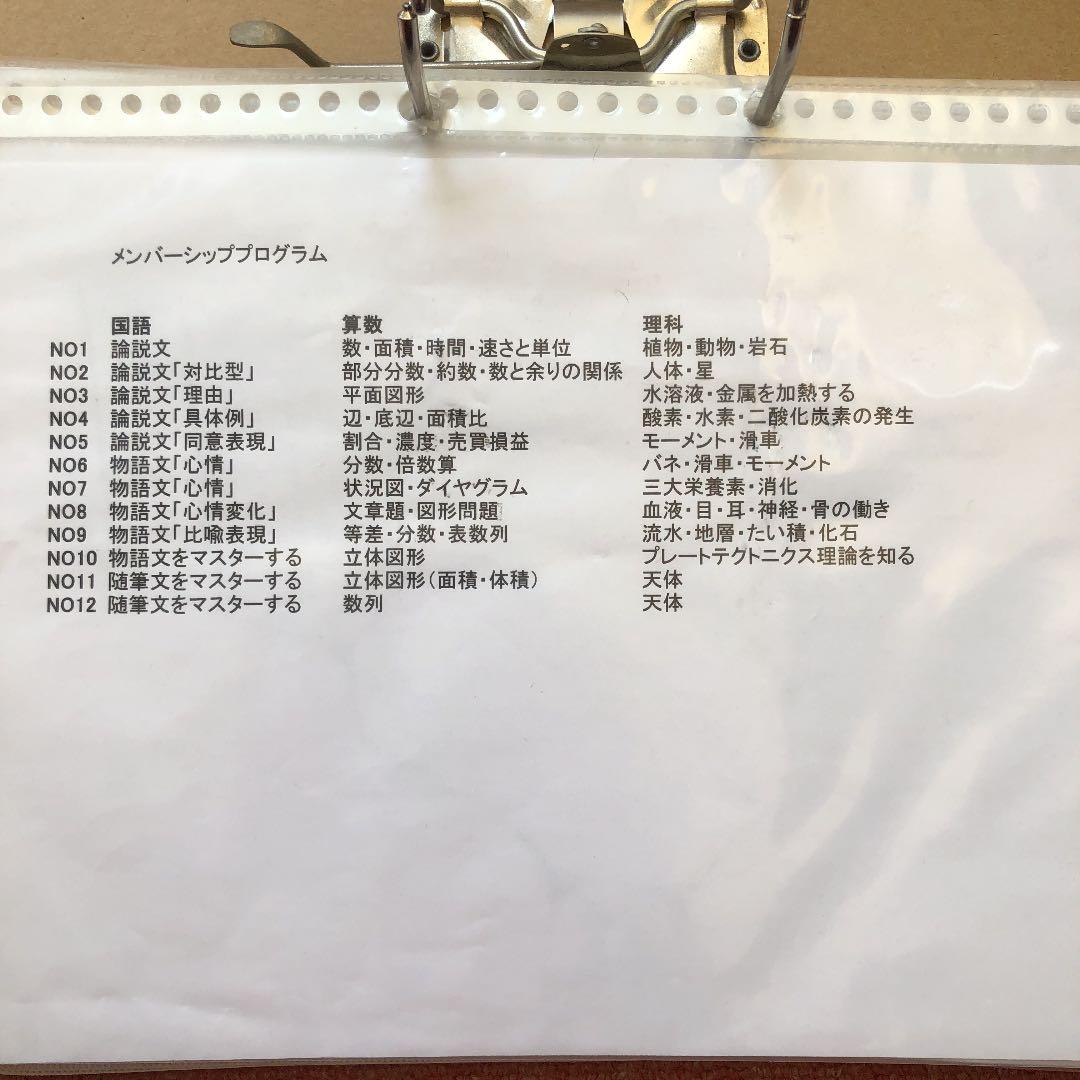 メンバーシッププログラム
国語 算数 理科
NO1 論説文 数・面積・時間・速さと単位 植物・動物・岩石
NO2 論説文「対比型」 部分分数・約数・数と余りの関係 人体・星
NO3 論説文「理由」 平面図形 水溶液・金属を加熱する
NO4 論説文「具体例」 辺・底辺・面積比 酸素・水素・二酸化炭素の発生
NO5 論説文「同意表現」 割合・濃度・売買損益 モーメント・滑車
NO6 物語文「心情」 分数・倍数算 バネ・滑車・モーメント
NO7 物語文「心情」 状況図・ダイヤグラム 三大栄養素・消化
NO8 物語文「心情変化」 文章題・図形問題 血液・目・耳・神経・骨の働き
NO9 物語文「比喩表現」 等差・分数・表数列 流水・地層・たい積・化石
NO10 物語文をマスターする 立体図形 プレートテクトニクス理論を知る
NO11 随筆文をマスターする 立体図形（面積・体積） 天体
NO12 随筆文をマスターする 数列 天体